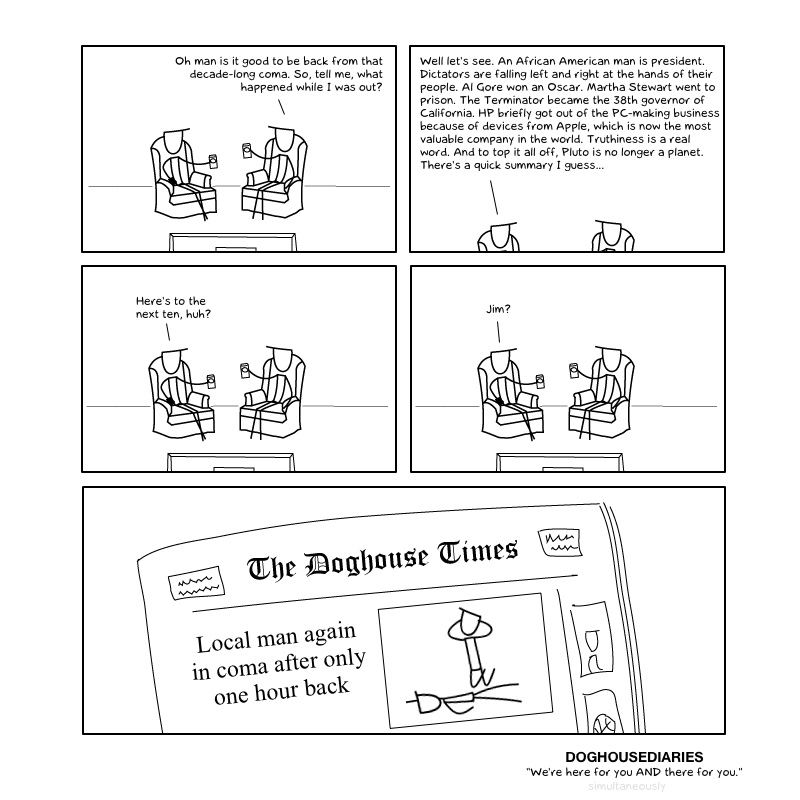 Oh man is it good to be back from that
decade-long coma. So, tell me, what
happened while I was out?
Well let's see. An African American man is president.
Dictators are falling left and right at the hands of their
people. Al Gore won an Oscar. Martha Stewart went to
prison. The Terminator became the 38th governor of
California. HP briefly got out of the PC-making business
because of devices from Apple, which is now the most
valuable company in the world. Truthiness is a real
word. And to top it all off, Pluto is no longer a planet.
There's a quick summary I guess...
Here's to the
next ten, huh?
Jim?
The Doghouse Times
Local man again
in coma after only
one hour back
DOGHOUSEDIARIES
"We're here for you AND there for you."
simultaneously